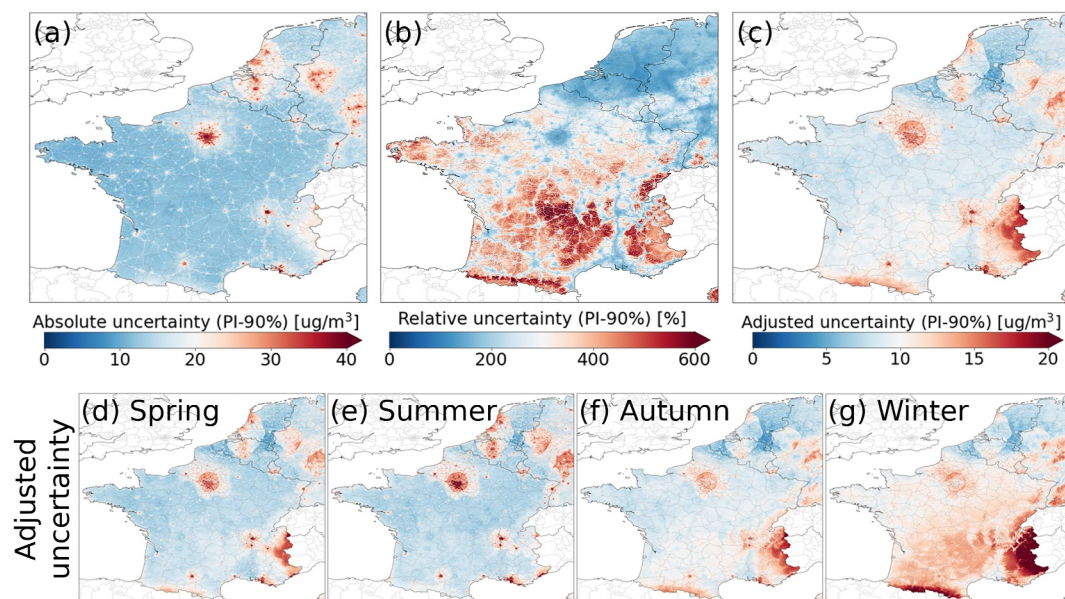 (a) (b) (c)
Absolute uncertainty (PI-90%) [ug/m³] Relative uncertainty (PI-90%) [%] Adjusted uncertainty (PI-90%) [ug/m³]
0 10 20 30 40 0 200 400 600 0 5 10 15 20
Adjusted
uncertainty
(d) Spring (e) Summer (f) Autumn (g) Winter